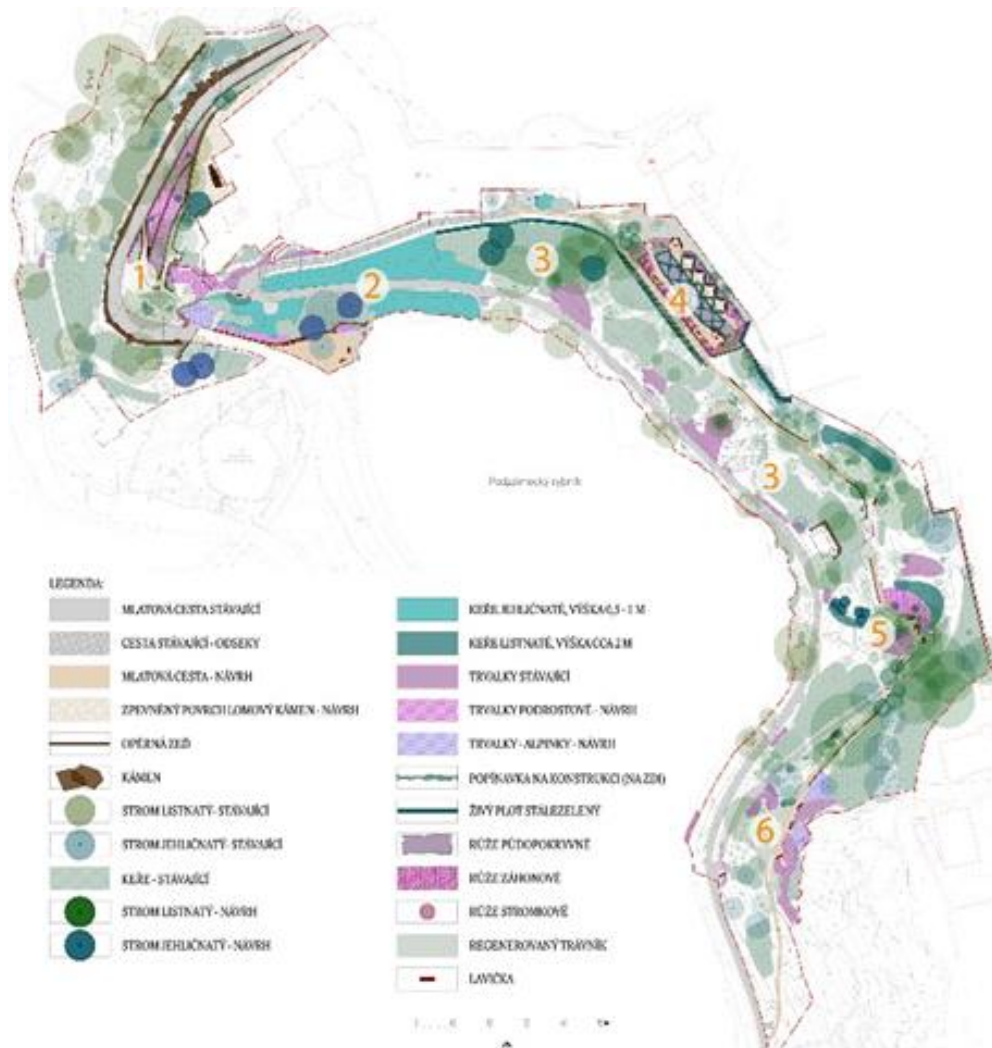 1
2
3
4
3
5
6
Podzámecký rybník
LEGENDA:
MLATOVÁ CESTA STÁVAJÍCÍ
CESTA STÁVAJÍCÍ - ODSEKY
MLATOVÁ CESTA - NÁVRH
ZPEVNĚNÝ POVRCH LOMOVÝ KÁMEN - NÁVRH
OPĚRNÁ ZEĎ
KÁMEN
STROM LISTNATÝ - STÁVAJÍCÍ
STROM JEHLIČNATÝ - STÁVAJÍCÍ
KEŘE - STÁVAJÍCÍ
STROM LISTNATÝ - NÁVRH
STROM JEHLIČNATÝ - NÁVRH
KEŘE JEHLIČNATÉ, VÝŠKA 0,5 - 1 M
KEŘE LISTNATÉ, VÝŠKA CCA 2 M
TRVALKY STÁVAJÍCÍ
TRVALKY PODROSTOVÉ - NÁVRH
TRVALKY - ALPINKY - NÁVRH
POPÍNAVKA NA KONSTRUKCI (NA ZDI)
ŽIVÝ PLOT STÁLEZELENÝ
RŮŽE PŮDOPOKRYVNÉ
RŮŽE ZÁHONOVÉ
RŮŽE STROMKOVÉ
REGENEROVANÝ TRÁVNÍK
LAVIČKA